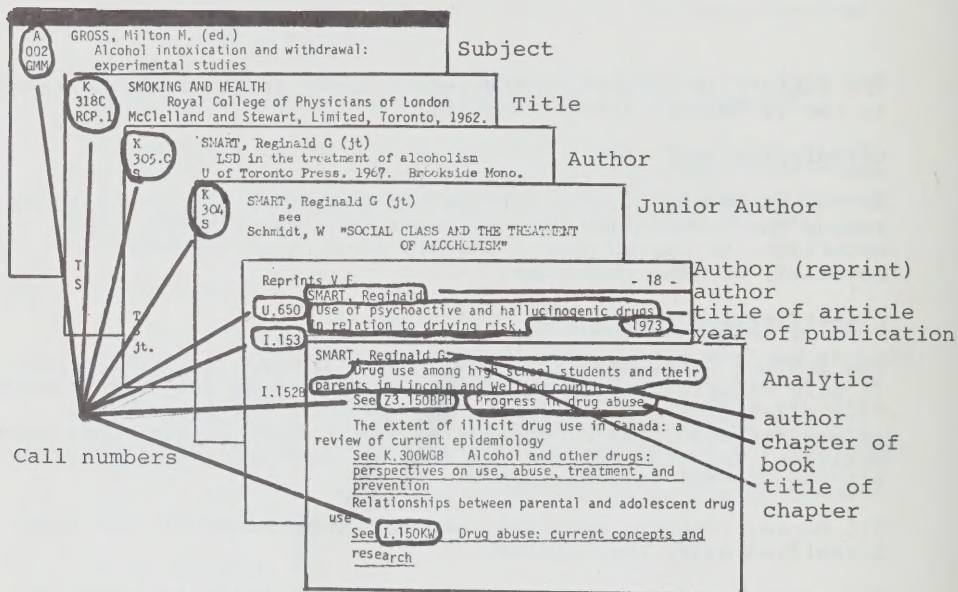 A
002
GMM
GROSS, Milton M. (ed.)
Alcohol intoxication and withdrawal:
experimental studies
Subject
K
318C
RCP.1
SMOKING AND HEALTH
Royal College of Physicians of London
McClelland and Stewart, Limited, Toronto, 1962.
Title
K
305.C
S
SMART, Reginald G (jt)
LSD in the treatment of alcoholism
U of Toronto Press. 1967. Brookside Mono.
Author
K
304
S
SMART, Reginald G (jt)
see
Schmidt, W "SOCIAL CLASS AND THE TREATMENT
OF ALCOHOLISM"
Junior Author
T
S
T
S
jt.
Reprints V F - 18 -
SMART, Reginald
U.650 Use of psychoactive and hallucinogenic drugs
in relation to driving risk. 1973
I.153
Author (reprint)
author
title of article
year of publication
SMART, Reginald G.
Drug use among high school students and their
I.152B parents in Lincoln and Welland counties
See Z3.150BPH Progress in drug abuse
The extent of illicit drug use in Canada: a
review of current epidemiology
See K.300WGB Alcohol and other drugs:
perspectives on use, abuse, treatment, and
prevention
Relationships between parental and adolescent drug
use
See I.150KW Drug abuse: current concepts and
research
Analytic
author
chapter of
book
title of
chapter
Call numbers